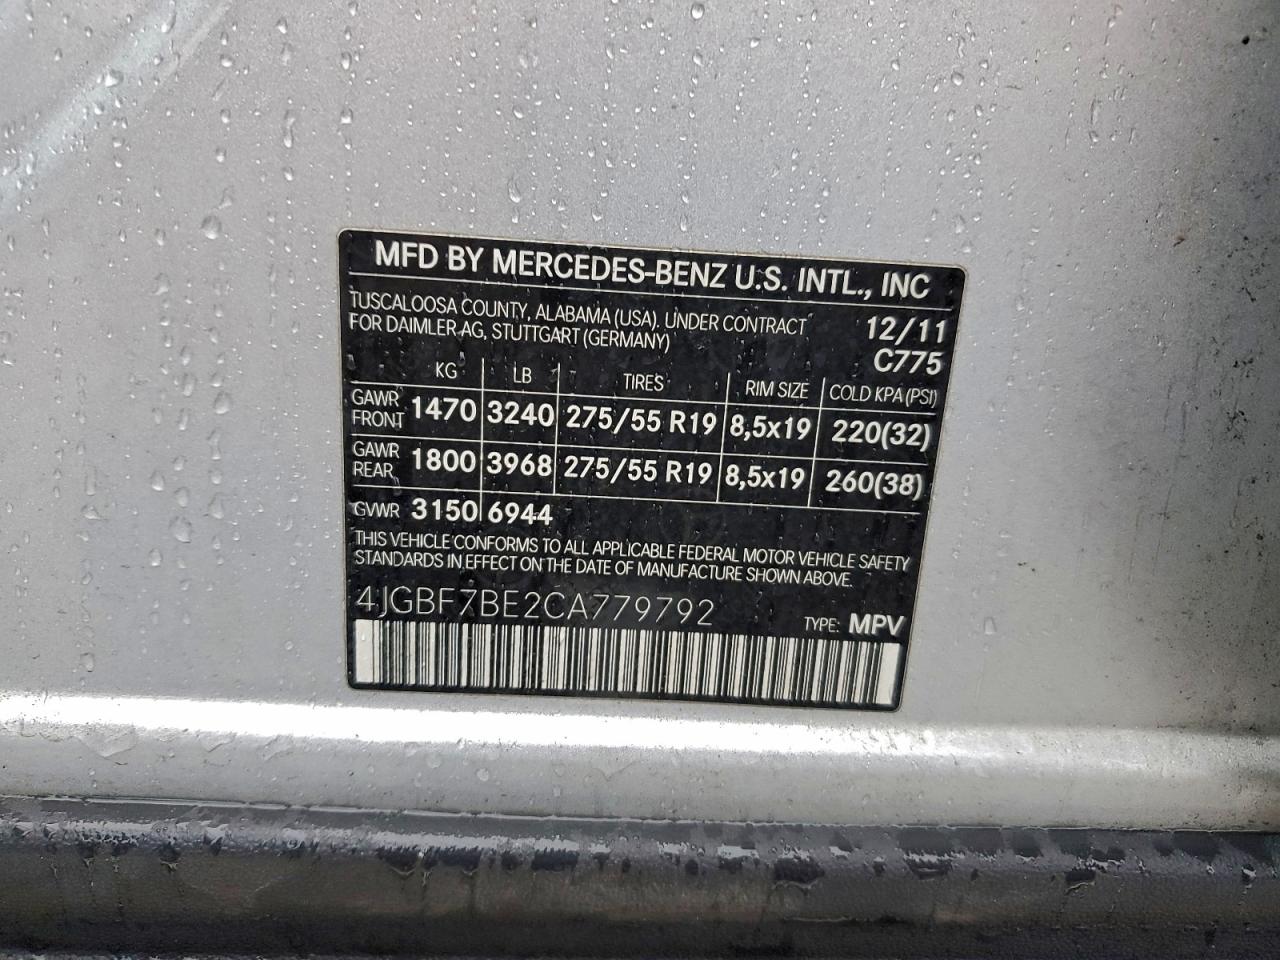 MFD BY MERCEDES-BENZ U.S. INTL., INC
TUSCALOOSA COUNTY, ALABAMA (USA). UNDER CONTRACT
FOR DAIMLER AG, STUTTGART (GERMANY)
12/11
C775
KG LB TIRES RIM SIZE COLD KPA (PSI)
GAWR FRONT 1470 3240 275/55 R19 8,5x19 220(32)
GAWR REAR 1800 3968 275/55 R19 8,5x19 260(38)
GVWR 3150 6944
THIS VEHICLE CONFORMS TO ALL APPLICABLE FEDERAL MOTOR VEHICLE SAFETY
STANDARDS IN EFFECT ON THE DATE OF MANUFACTURE SHOWN ABOVE.
4JGBF7BE2CA779792 TYPE: MPV